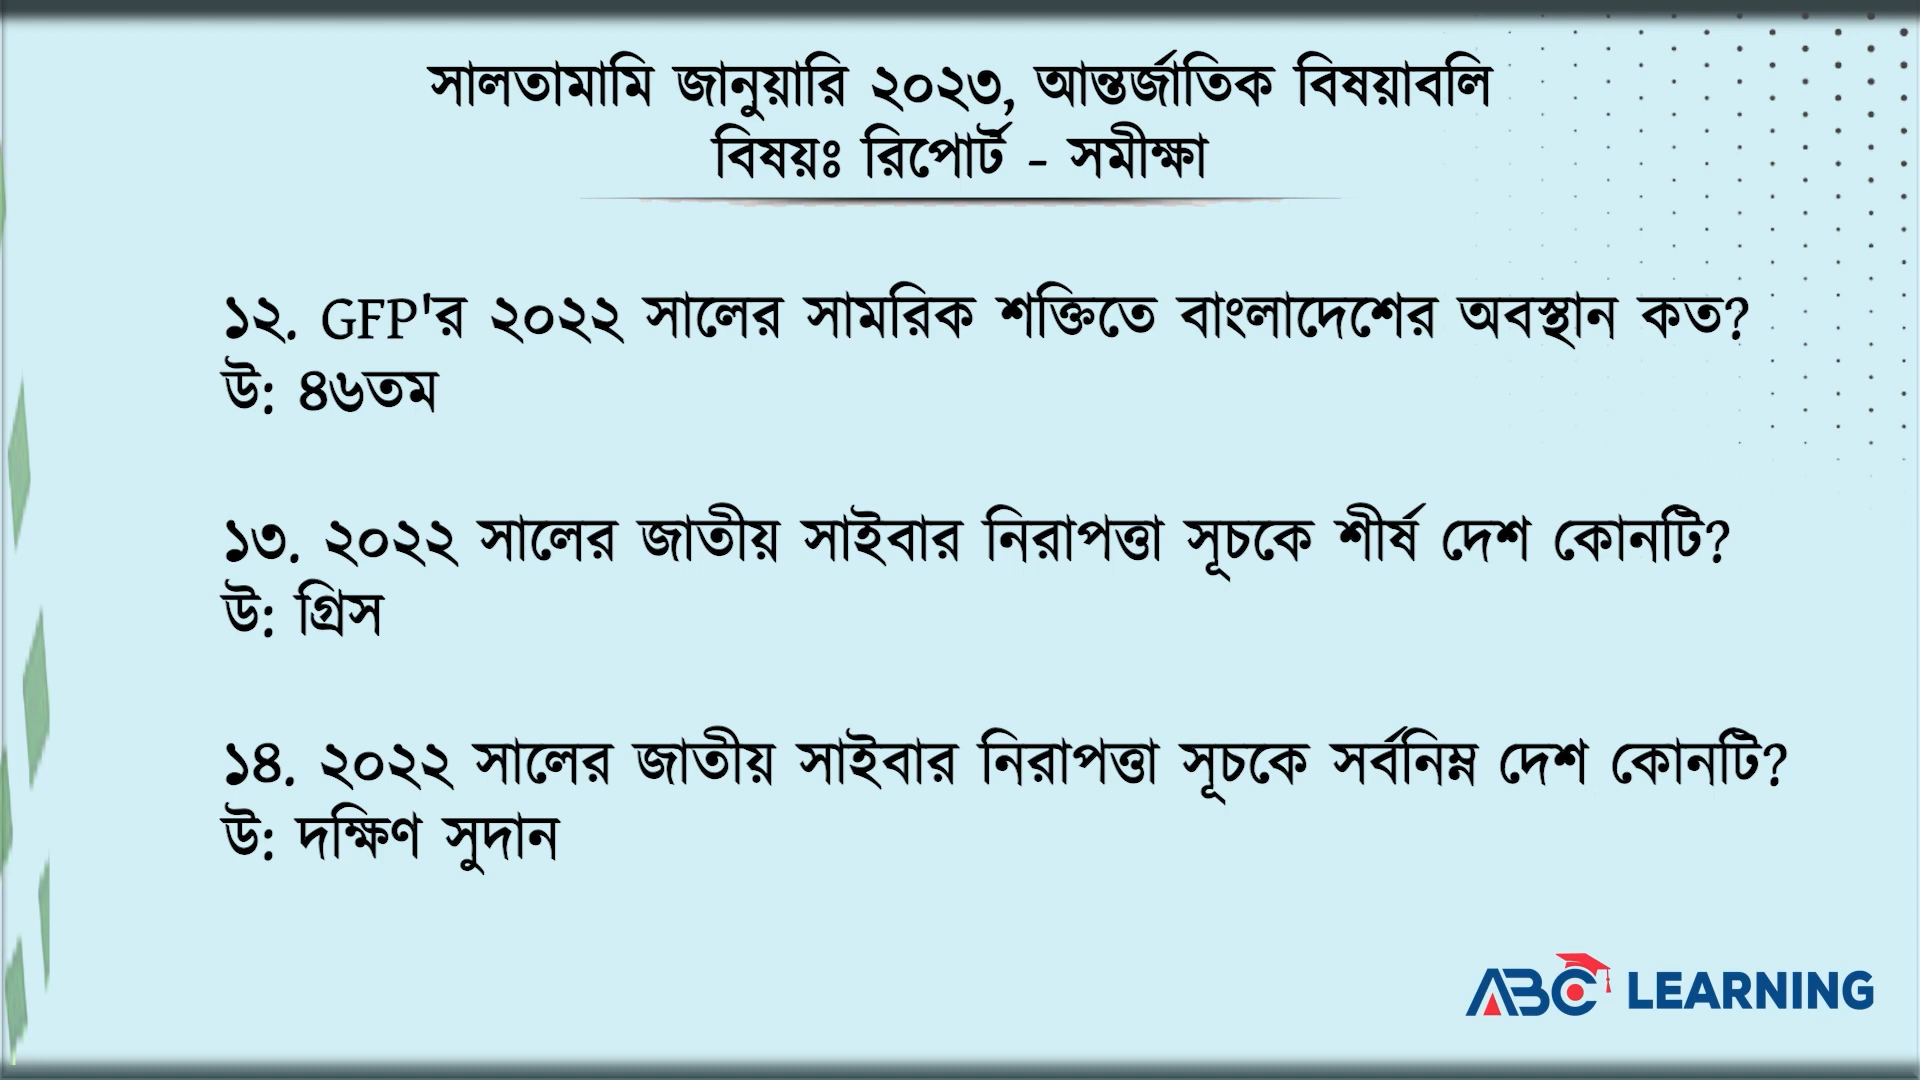 সালতামামি জানুয়ারি ২০২৩, আন্তর্জাতিক বিষয়াবলি
বিষয়ঃ রিপোর্ট - সমীক্ষা
১২. GFP'র ২০২২ সালের সামরিক শক্তিতে বাংলাদেশের অবস্থান কত?
উ: ৪৬তম
১৩. ২০২২ সালের জাতীয় সাইবার নিরাপত্তা সূচকে শীর্ষ দেশ কোনটি?
উ: গ্রিস
১৪. ২০২২ সালের জাতীয় সাইবার নিরাপত্তা সূচকে সর্বনিম্ন দেশ কোনটি?
উ: দক্ষিণ সুদান
ABC LEARNING